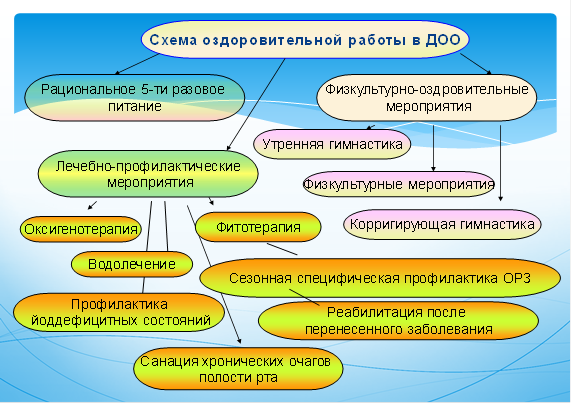 Схема оздоровительной работы в ДОО
Рациональное 5-ти разовое
питание
Физкультурно-оздровительные
мероприятия
Утренняя гимнастика
Лечебно-профилактические
мероприятия
Физкультурные мероприятия
Корригирующая гимнастика
Оксигенотерапия
Фитотерапия
Водолечение
Сезонная специфическая профилактика ОРЗ
Профилактика
йоддефицитных состояний
Реабилитация после
перенесенного заболевания
Санация хронических очагов
полости рта